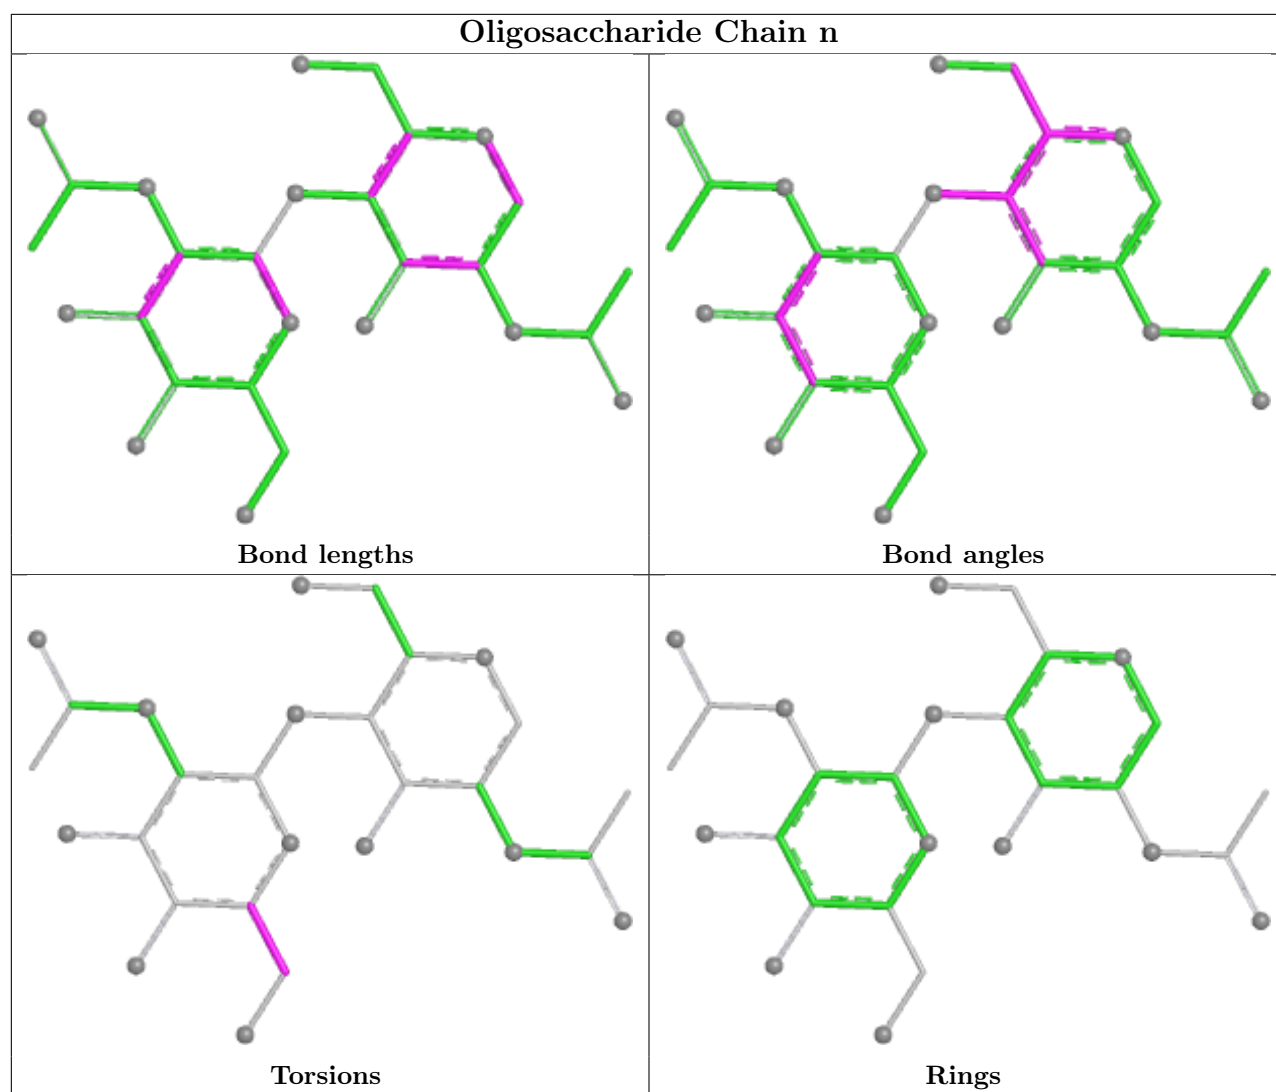 Oligosaccharide Chain n
Bond lengths
Bond angles
Torsions
Rings